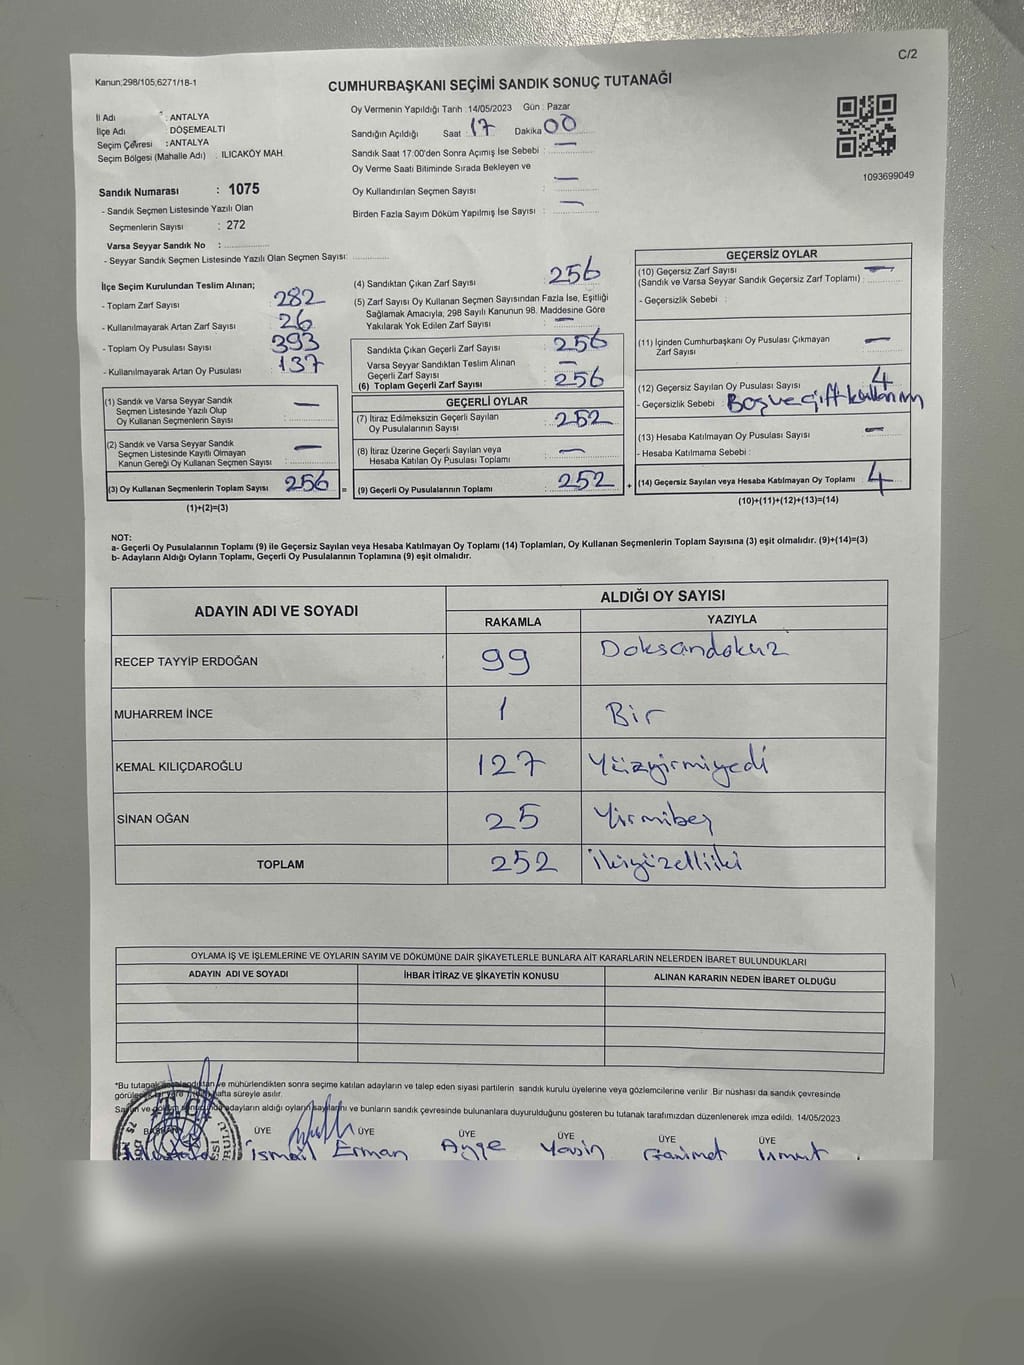 C/2
Kanun;298/105,6271/18-1
CUMHURBAŞKANI SEÇİMİ SANDIK SONUÇ TUTANAĞI
İl Adı : ANTALYA
İlçe Adı : DÖŞEMEALTI
Seçim Çevresi : ANTALYA
Seçim Bölgesi (Mahalle Adı) : ILICAKÖY MAH.
Sandık Numarası : 1075
- Sandık Seçmen Listesinde Yazılı Olan
Seçmenlerin Sayısı : 272
Varsa Seyyar Sandık No :
- Seyyar Sandık Seçmen Listesinde Yazılı Olan Seçmen Sayısı:
Oy Vermenin Yapıldığı Tarih :14/05/2023 Gün : Pazar
Sandığın Açıldığı Saat : 17 Dakika 00
Sandık Saat 17:00'den Sonra Açımış İse Sebebi : —
Oy Verme Saati Bitiminde Sırada Bekleyen ve
Oy Kullandırılan Seçmen Sayısı : —
Birden Fazla Sayım Döküm Yapılmış İse Sayısı : —
1093699049
İlçe Seçim Kurulundan Teslim Alınan;
- Toplam Zarf Sayısı : 282
- Kullanılmayarak Artan Zarf Sayısı : 26
- Toplam Oy Pusulası Sayısı : 393
- Kullanılmayarak Artan Oy Pusulası : 137
(1) Sandık ve Varsa Seyyar Sandık
Seçmen Listesinde Yazılı Olup
Oy Kullanan Seçmenlerin Sayısı —
(2) Sandık ve Varsa Seyyar Sandık
Seçmen Listesinde Kayıtlı Olmayan
Kanun Gereği Oy Kullanan Seçmen Sayısı —
(3) Oy Kullanan Seçmenlerin Toplam Sayısı 256 =
(1)+(2)=(3)
(4) Sandıktan Çıkan Zarf Sayısı : 256
(5) Zarf Sayısı Oy Kullanan Seçmen Sayısından Fazla İse, Eşitliği
Sağlamak Amacıyla, 298 Sayılı Kanunun 98. Maddesine Göre
Yakılarak Yok Edilen Zarf Sayısı : —
Sandıkta Çıkan Geçerli Zarf Sayısı : 256
Varsa Seyyar Sandıktan Teslim Alınan
Geçerli Zarf Sayısı : —
(6) Toplam Geçerli Zarf Sayısı : 256
GEÇERLİ OYLAR
(7) İtiraz Edilmeksizin Geçerli Sayılan
Oy Pusulalarının Sayısı : 252
(8) İtiraz Üzerine Geçerli Sayılan veya
Hesaba Katılan Oy Pusulası Toplamı : —
(9) Geçerli Oy Pusulalarının Toplamı : 252 +
GEÇERSİZ OYLAR
(10) Geçersiz Zarf Sayısı
(Sandık ve Varsa Seyyar Sandık Geçersiz Zarf Toplamı) : —
- Geçersizlik Sebebi :
(11) İçinden Cumhurbaşkanı Oy Pusulası Çıkmayan
Zarf Sayısı : —
(12) Geçersiz Sayılan Oy Pusulası Sayısı : 4
- Geçersizlik Sebebi : Boş ve çift kullanım
(13) Hesaba Katılmayan Oy Pusulası Sayısı : —
- Hesaba Katılmama Sebebi :
(14) Geçersiz Sayılan veya Hesaba Katılmayan Oy Toplamı : 4
(10)+(11)+(12)+(13)=(14)
NOT:
a- Geçerli Oy Pusulalarının Toplamı (9) ile Geçersiz Sayılan veya Hesaba Katılmayan Oy Toplamı (14) Toplamları, Oy Kullanan Seçmenlerin Toplam Sayısına (3) eşit olmalıdır. (9)+(14)=(3)
b- Adayların Aldığı Oyların Toplamı, Geçerli Oy Pusulalarının Toplamına (9) eşit olmalıdır.
ADAYIN ADI VE SOYADI
ALDIĞI OY SAYISI
RAKAMLA YAZIYLA
RECEP TAYYİP ERDOĞAN 99 Doksandokuz
MUHARREM İNCE 1 Bir
KEMAL KILIÇDAROĞLU 127 Yüzyirmiyedi
SİNAN OĞAN 25 Yirmibeş
TOPLAM 252 ikiyüzelliiki
OYLAMA İŞ VE İŞLEMLERİNE VE OYLARIN SAYIM VE DÖKÜMÜNE DAİR ŞİKAYETLERLE BUNLARA AİT KARARLARIN NELERDEN İBARET BULUNDUKLARI
ADAYIN ADI VE SOYADI İHBAR İTİRAZ VE ŞİKAYETİN KONUSU ALINAN KARARIN NEDEN İBARET OLDUĞU
*Bu tutanak ve mühürlendikten sonra seçime katılan adayların ve talep eden siyasi partilerin sandık kurulu üyelerine veya gözlemcilerine verilir. Bir nüshası da sandık çevresinde
hafta süreyle asılır.
adayların aldığı oyların sayılarını ve bunların sandık çevresinde bulunanlara duyurulduğunu gösteren bu tutanak tarafımızdan düzenlenerek imza edildi. 14/05/2023
ÜYE ÜYE ÜYE ÜYE ÜYE ÜYE
İsmail Erman Ayşe Yasin Ganimet